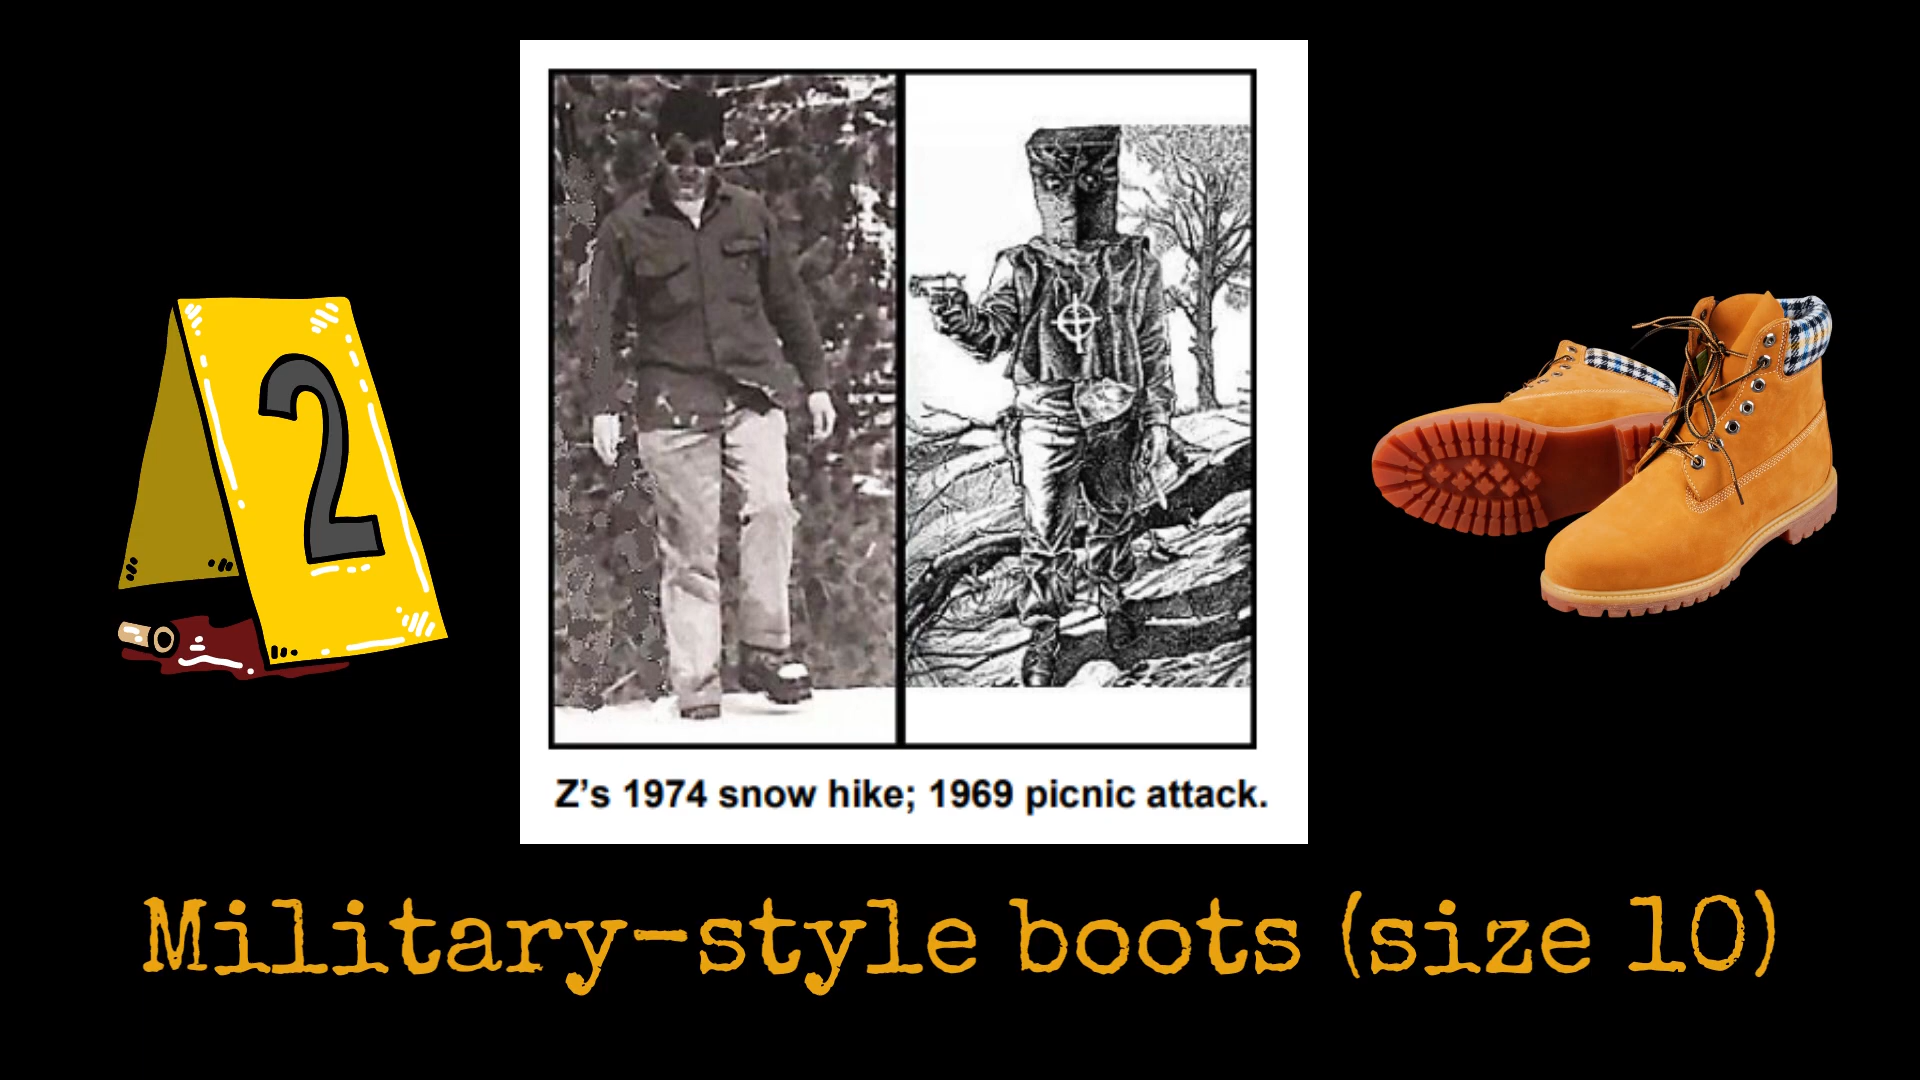 2
Z’s 1974 snow hike; 1969 picnic attack.
Military-style boots (size 10)